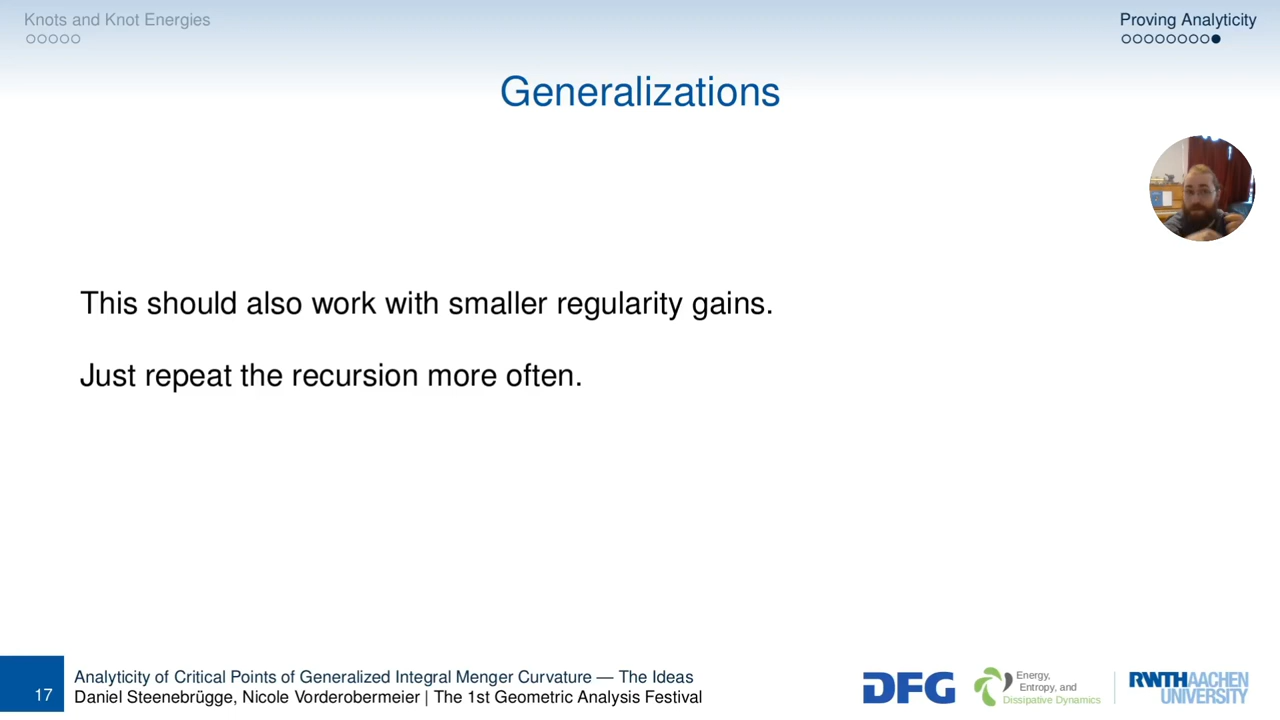 Knots and Knot Energies
Proving Analyticity
Generalizations
This should also work with smaller regularity gains.
Just repeat the recursion more often.
17
Analyticity of Critical Points of Generalized Integral Menger Curvature — The Ideas
Daniel Steenebrügge, Nicole Vorderobermeier | The 1st Geometric Analysis Festival
DFG
Energy,
Entropy, and
Dissipative Dynamics
RWTHAACHEN
UNIVERSITY